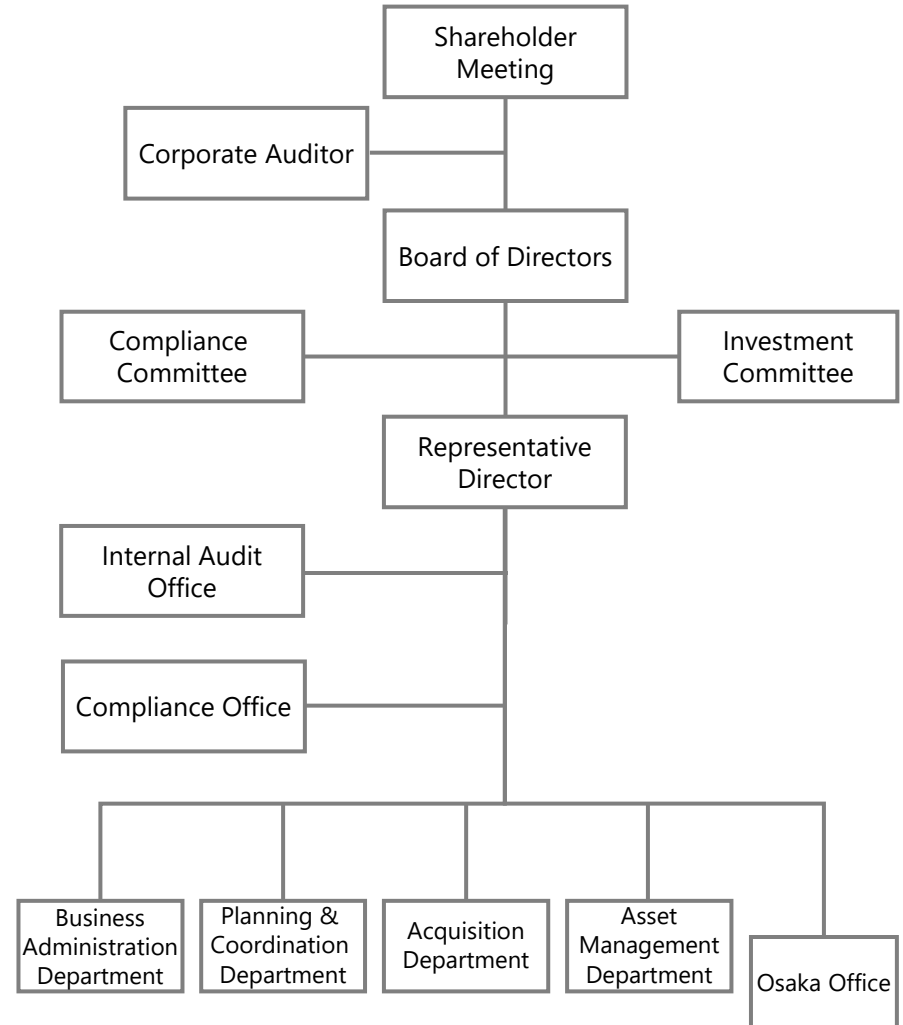 Shareholder
Meeting
Corporate Auditor
Board of Directors
Compliance
Committee
Investment
Committee
Representative
Director
Internal Audit
Office
Compliance Office
Business
Administration
Department
Planning &
Coordination
Department
Acquisition
Department
Asset
Management
Department
Osaka Office